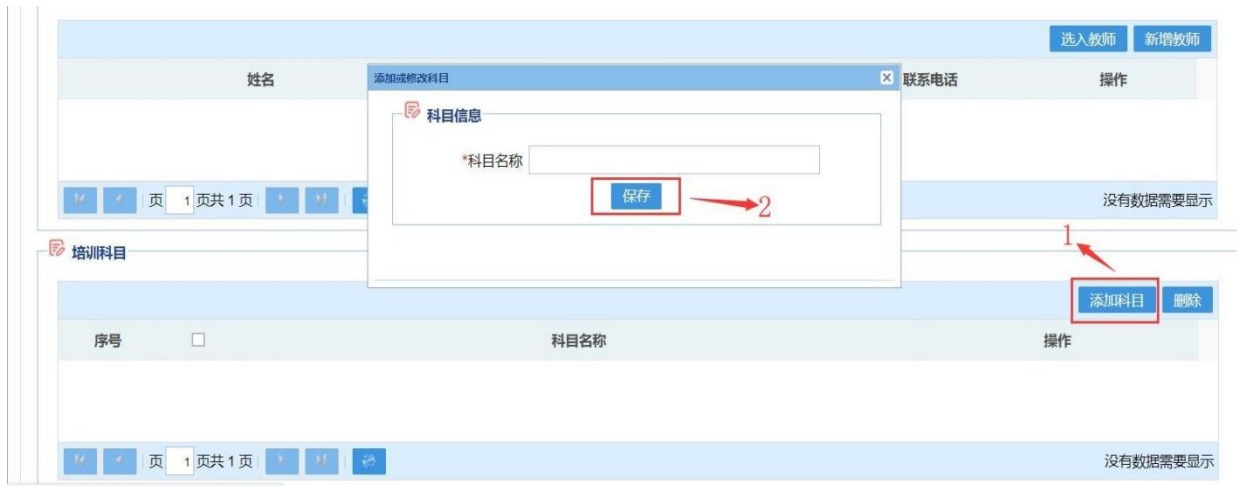 选入教师 新增教师
姓名 添加或修改科目 联系电话 操作
科目信息
*科目名称
保存
2
页 1 页共 1 页 没有数据需要显示
1
培训科目
添加科目 删除
序号 科目名称 操作
页 1 页共 1 页 没有数据需要显示